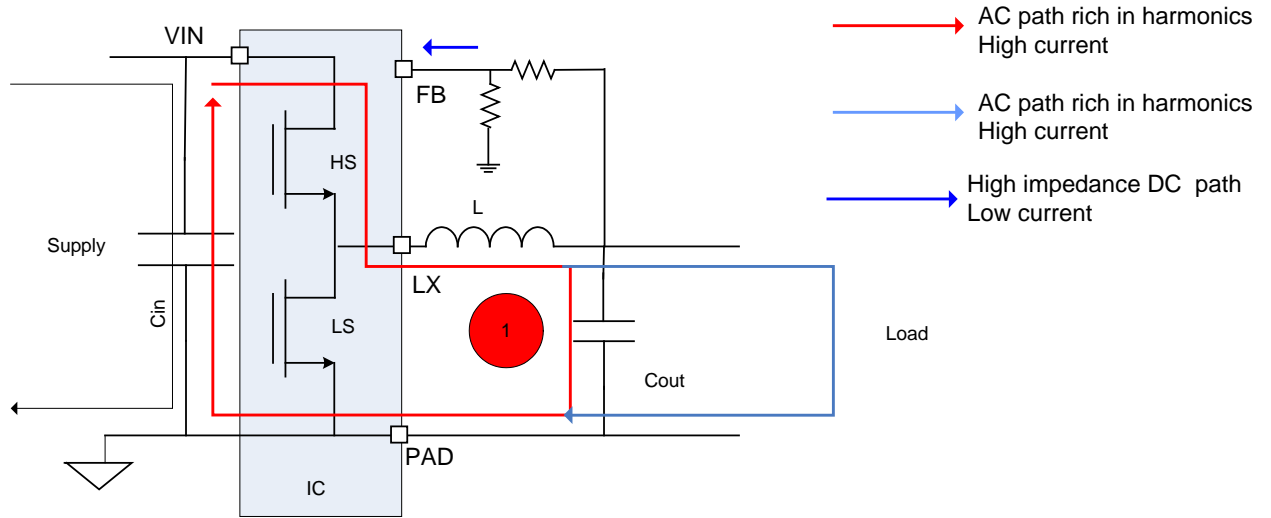 AC path rich in harmonics
High current
VIN
FB
AC path rich in harmonics
High current
HS
High impedance DC path
Low current
L
Supply
LX
Cin
LS
1
Load
Cout
PAD
IC